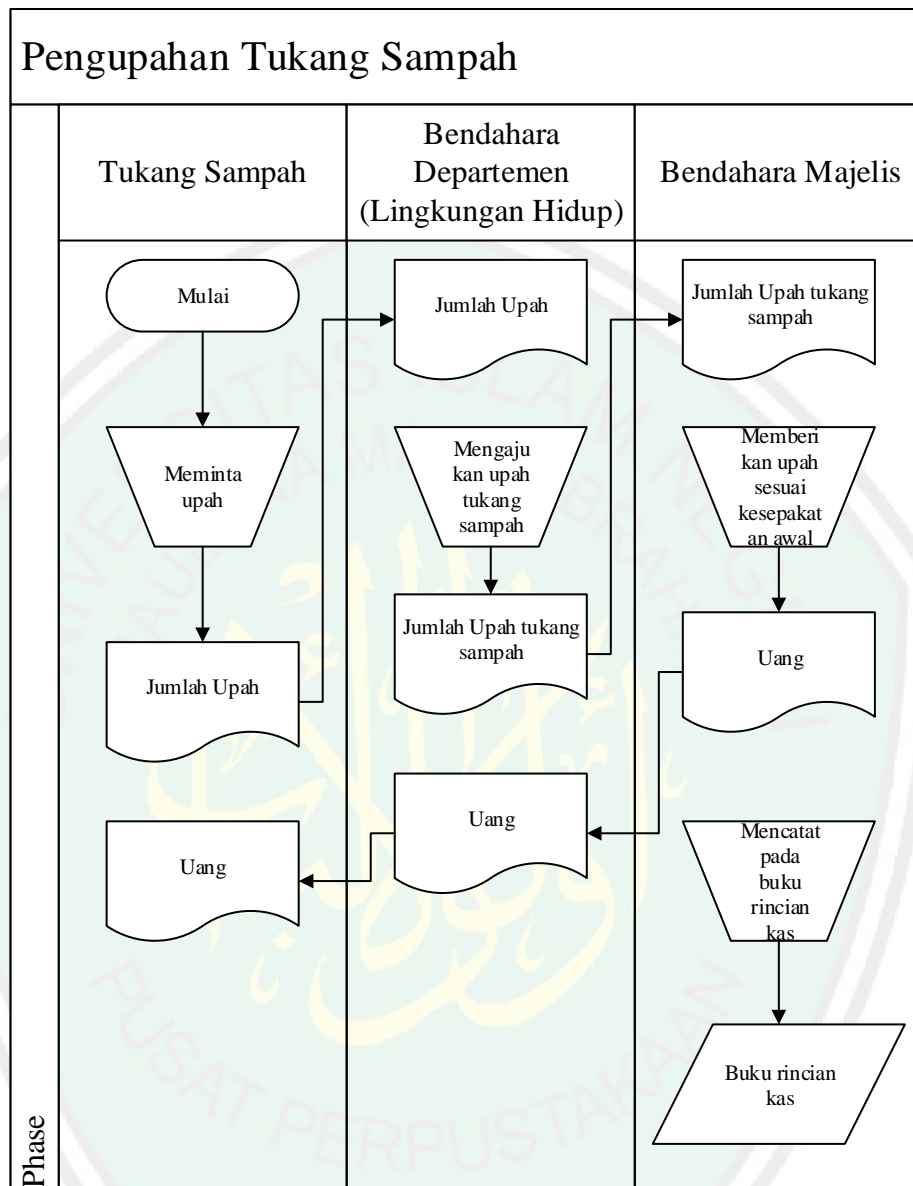 Pengupahan Tukang Sampah
Tukang Sampah
Bendahara
Departemen
(Lingkungan Hidup)
Bendahara Majelis
Mulai
Meminta
upah
Jumlah Upah
Uang
Jumlah Upah
Mengaju
kan upah
tukang
sampah
Jumlah Upah tukang
sampah
Uang
Jumlah Upah tukang
sampah
Memberi
kan upah
sesuai
kesepakat
an awal
Uang
Mencatat
pada
buku
rincian
kas
Buku rincian
kas
Phase
PUSAT PERPUSTAKAAN